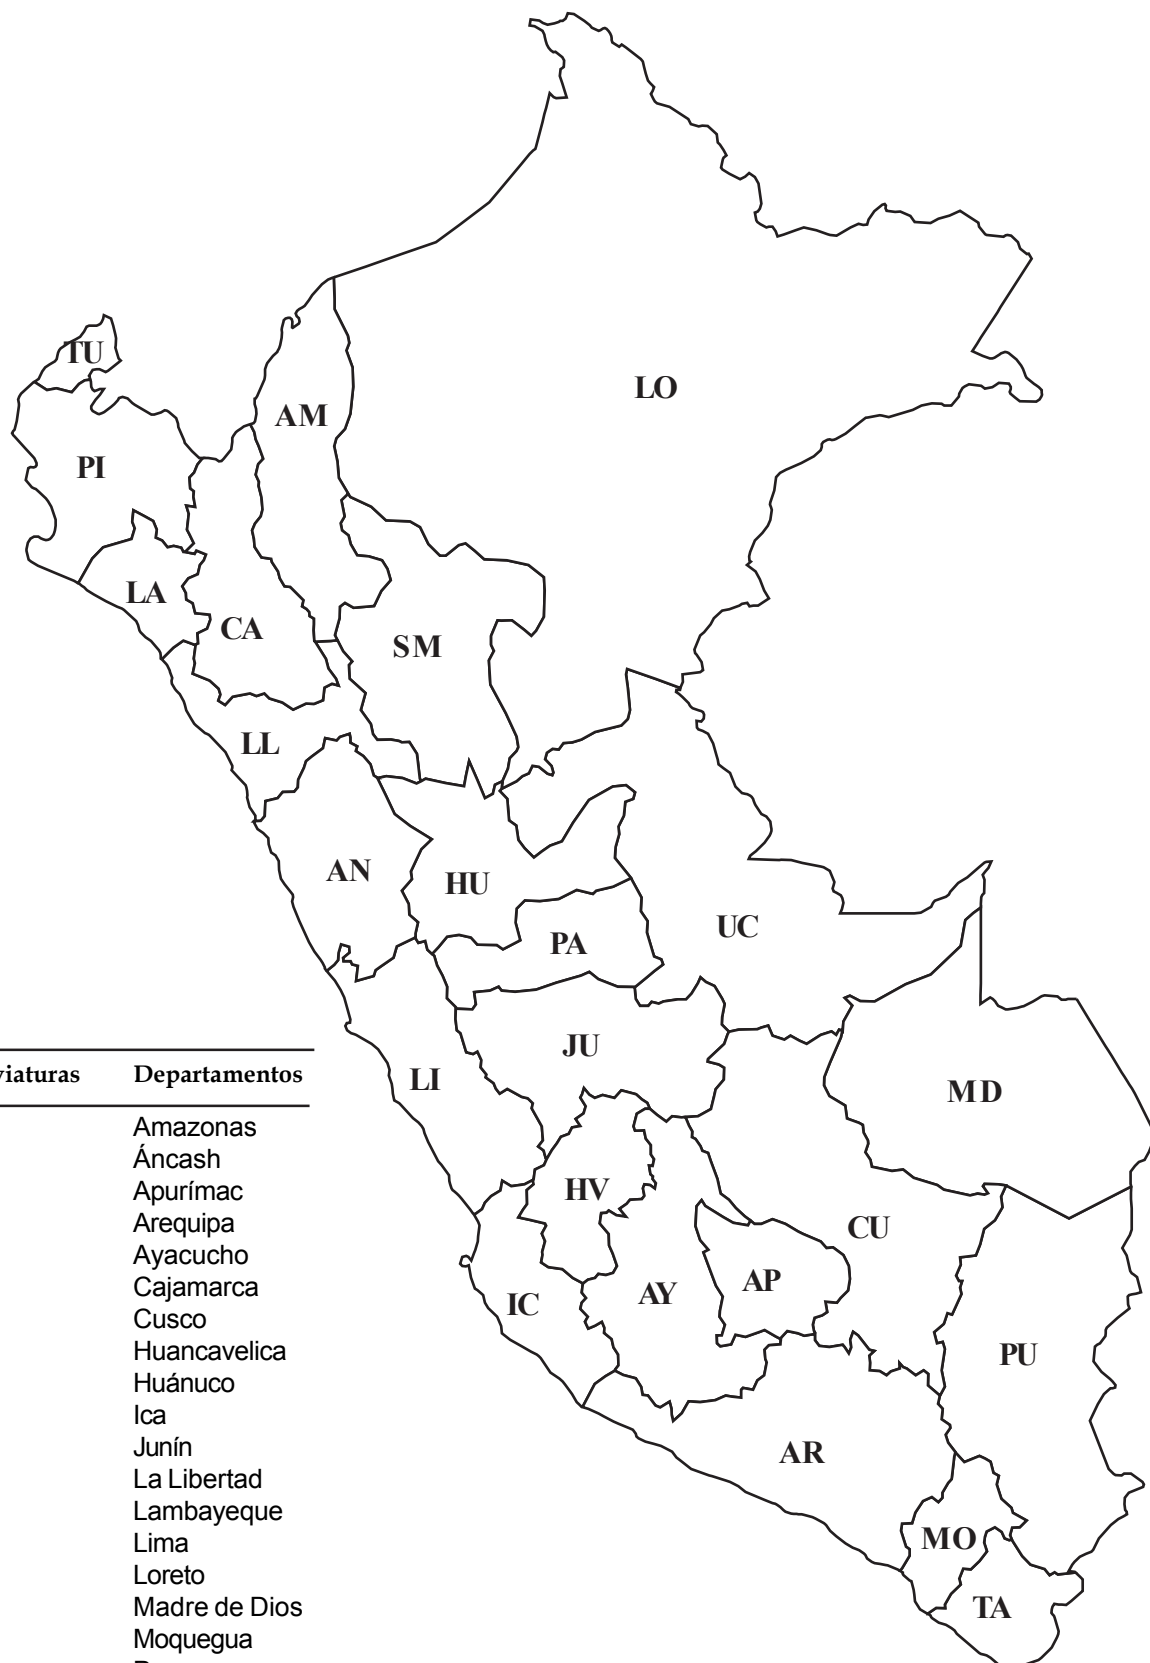 TU
LO
AM
PI
LA
CA
SM
LL
AN
HU
UC
PA
JU
LI
MD
viaturas Departamentos
Amazonas
Áncash
Apurímac
Arequipa
Ayacucho
Cajamarca
Cusco
Huancavelica
Huánuco
Ica
Junín
La Libertad
Lambayeque
Lima
Loreto
Madre de Dios
Moquegua
HV
CU
AP
AY
IC
PU
AR
MO
TA